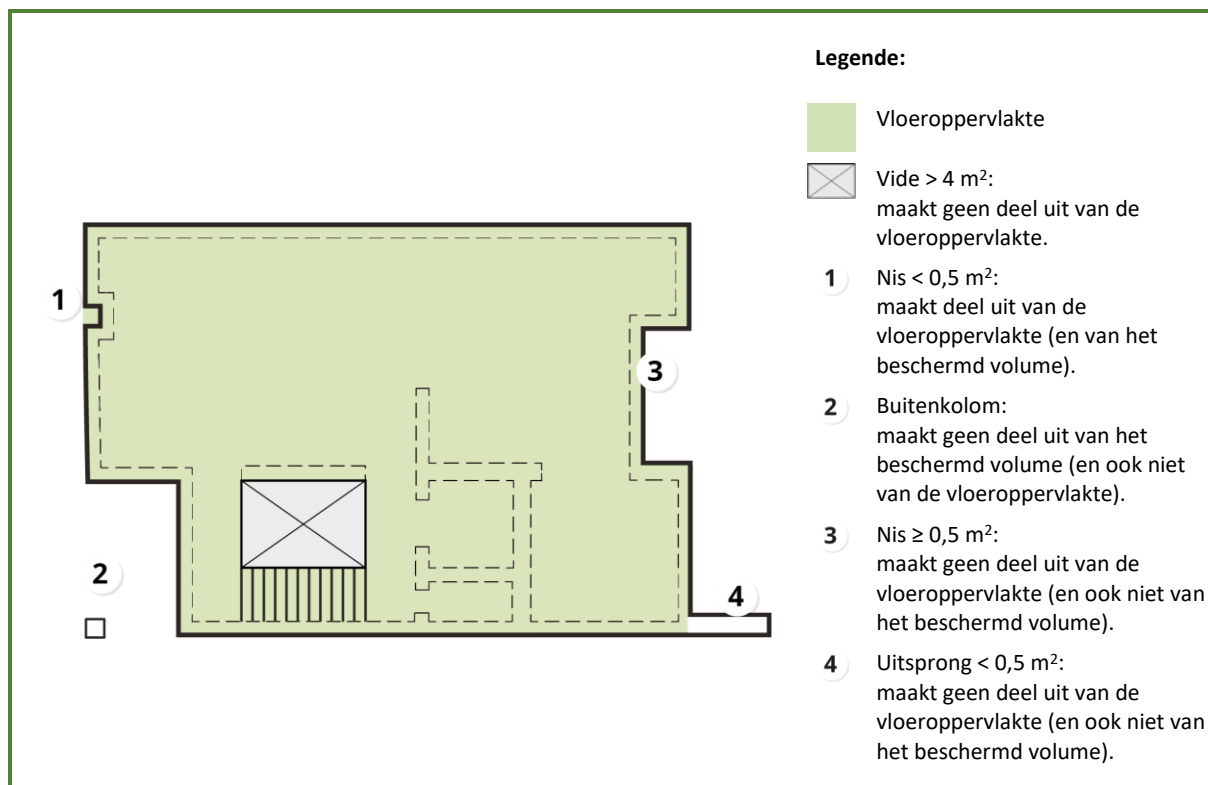 Legende:
Vloeroppervlakte
Vide > 4 m²:
maakt geen deel uit van de
vloeroppervlakte.
1 Nis < 0,5 m²:
maakt deel uit van de
vloeroppervlakte (en van het
beschermd volume).
2 Buitenkolom:
maakt geen deel uit van het
beschermd volume (en ook niet
van de vloeroppervlakte).
3 Nis ≥ 0,5 m²:
maakt geen deel uit van de
vloeroppervlakte (en ook niet van
het beschermd volume).
4 Uitsprong < 0,5 m²:
maakt geen deel uit van de
vloeroppervlakte (en ook niet van
het beschermd volume).
1
3
2
4